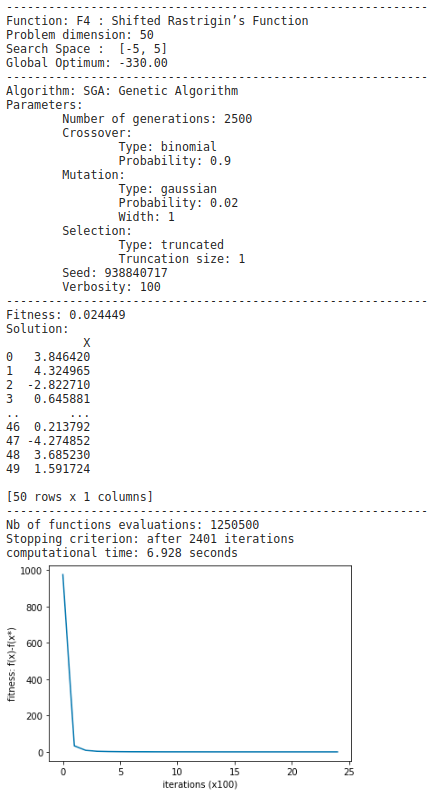 ------------------------------------------------------------
Function: F4 : Shifted Rastrigin’s Function
Problem dimension: 50
Search Space :  [-5, 5]
Global Optimum: -330.00
------------------------------------------------------------
Algorithm: SGA: Genetic Algorithm
Parameters:
        Number of generations: 2500
        Crossover:
                Type: binomial
                Probability: 0.9
        Mutation:
                Type: gaussian
                Probability: 0.02
                Width: 1
        Selection:
                Type: truncated
                Truncation size: 1
        Seed: 938840717
        Verbosity: 100
------------------------------------------------------------
Fitness: 0.024449
Solution:
           X
0   3.846420
1   4.324965
2  -2.822710
3   0.645881
..       ...
46  0.213792
47 -4.274852
48  3.685230
49  1.591724
[50 rows x 1 columns]
------------------------------------------------------------
Nb of functions evaluations: 1250500
Stopping criterion: after 2401 iterations
computational time: 6.928 seconds
1000
800
600
400
200
0
fitness: f(x)-f(x*)
0 5 10 15 20 25
iterations (x100)